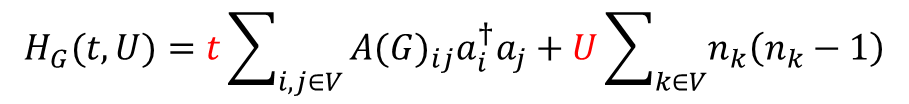 H_G(t, U) = t ∑_{i,j∈V} A(G)_{ij} a_i^† a_j + U ∑_{k∈V} n_k(n_k − 1)